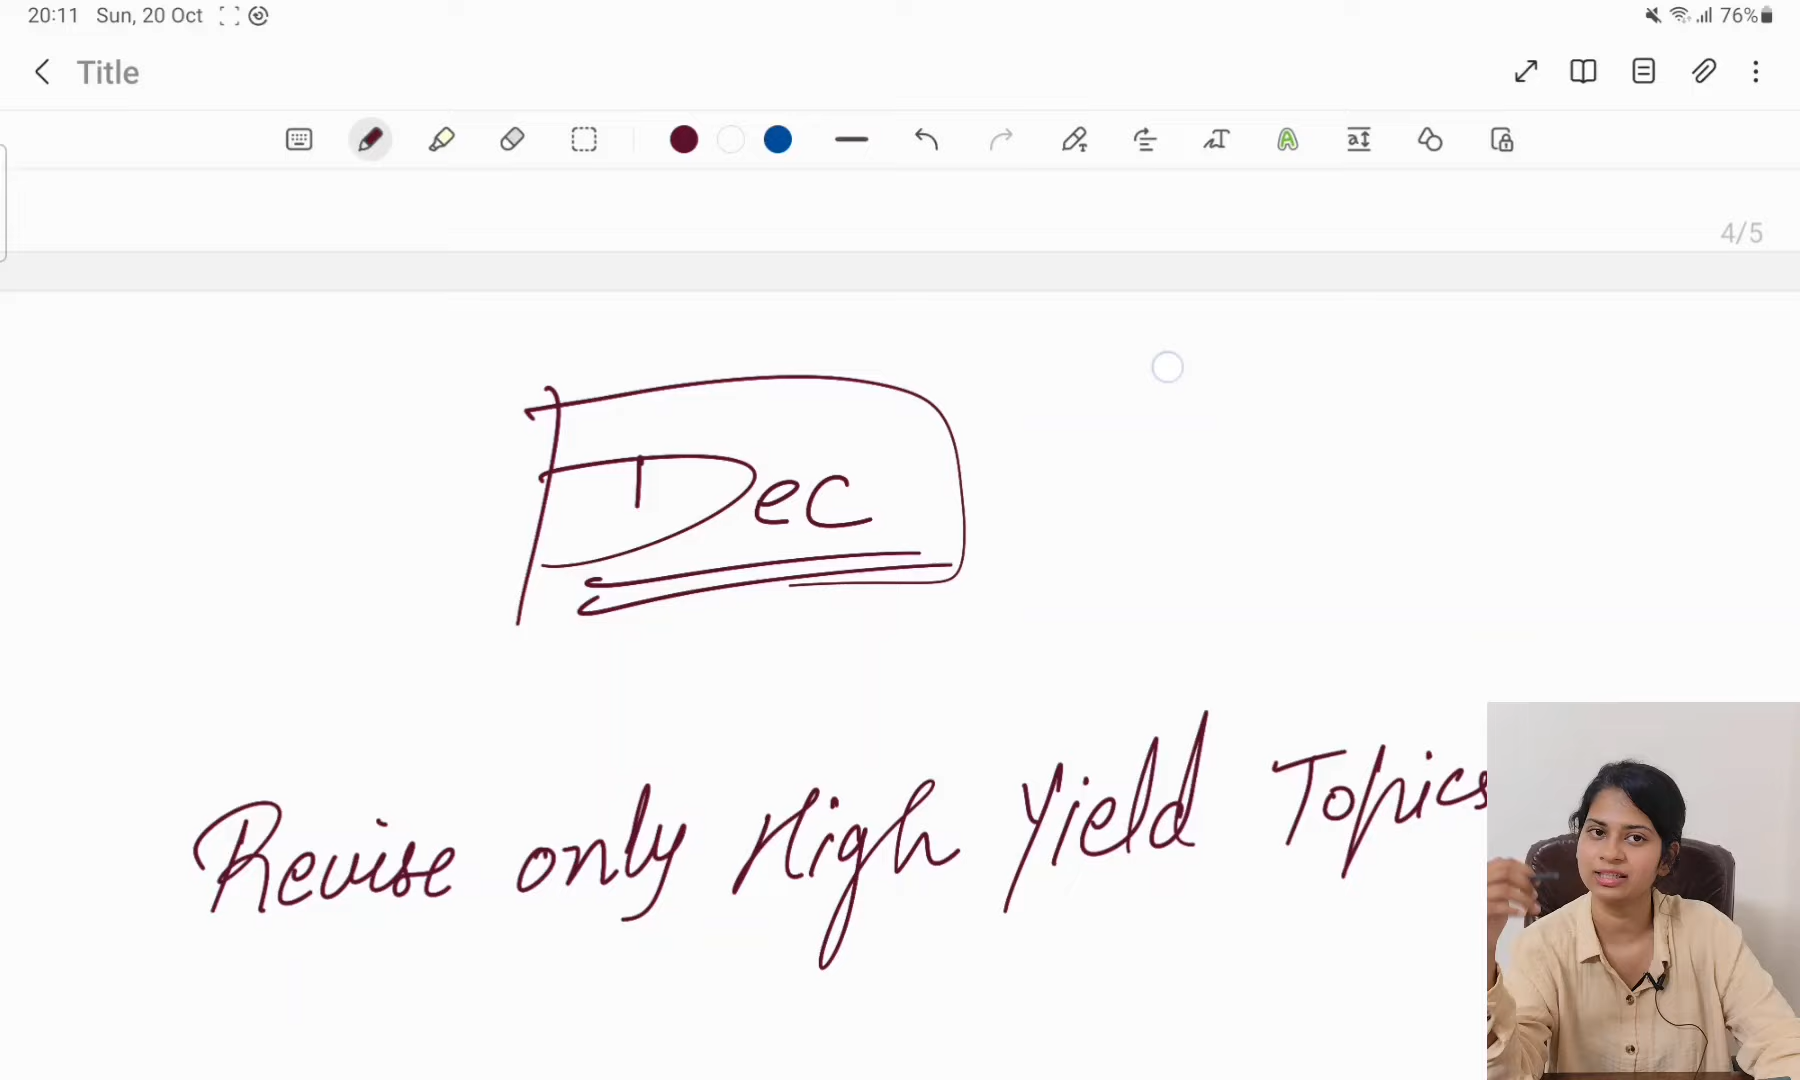 20:11 Sun, 20 Oct 76%
Title
4/5
Dec
Revise only High Yield Topics